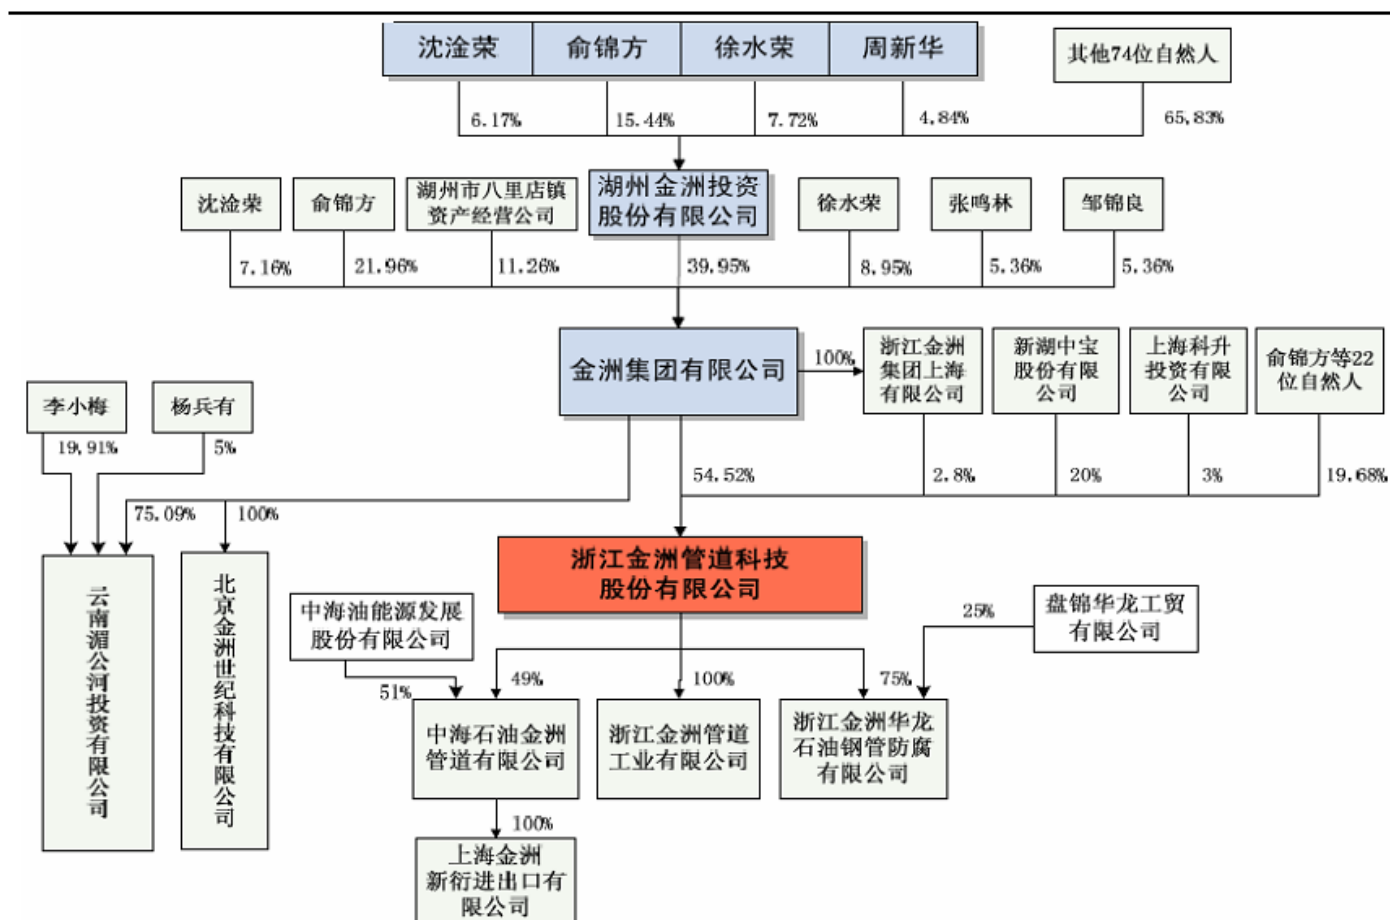 沈淦荣
俞锦方
徐水荣
周新华
其他74位自然人
6.17%
15.44%
7.72%
4.84%
65.83%
沈淦荣
俞锦方
湖州市八里店镇
资产经营公司
湖州金洲投资
股份有限公司
徐水荣
张鸣林
邹锦良
7.16%
21.96%
11.26%
39.95%
8.95%
5.36%
5.36%
金洲集团有限公司
100%
浙江金洲
集团上海
有限公司
新湖中宝
股份有限
公司
上海科升
投资有限
公司
俞锦方等22
位自然人
李小梅
杨兵有
19.91%
5%
54.52%
2.8%
20%
3%
19.68%
75.09%
100%
浙江金洲管道科技
股份有限公司
云南湄公河投资有限公司
北京金洲世纪科技有限公司
中海油能源发展
股份有限公司
25%
盘锦华龙工贸
有限公司
51%
49%
100%
75%
中海石油金洲
管道有限公司
浙江金洲管道
工业有限公司
浙江金洲华龙
石油钢管防腐
有限公司
100%
上海金洲
新衍进出口有
限公司